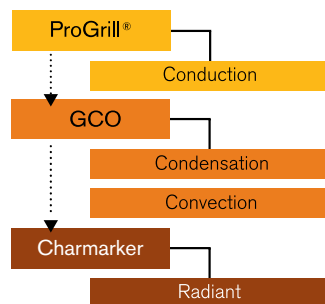 ProGrill®
Conduction
GCO
Condensation
Convection
Charmarker
Radiant